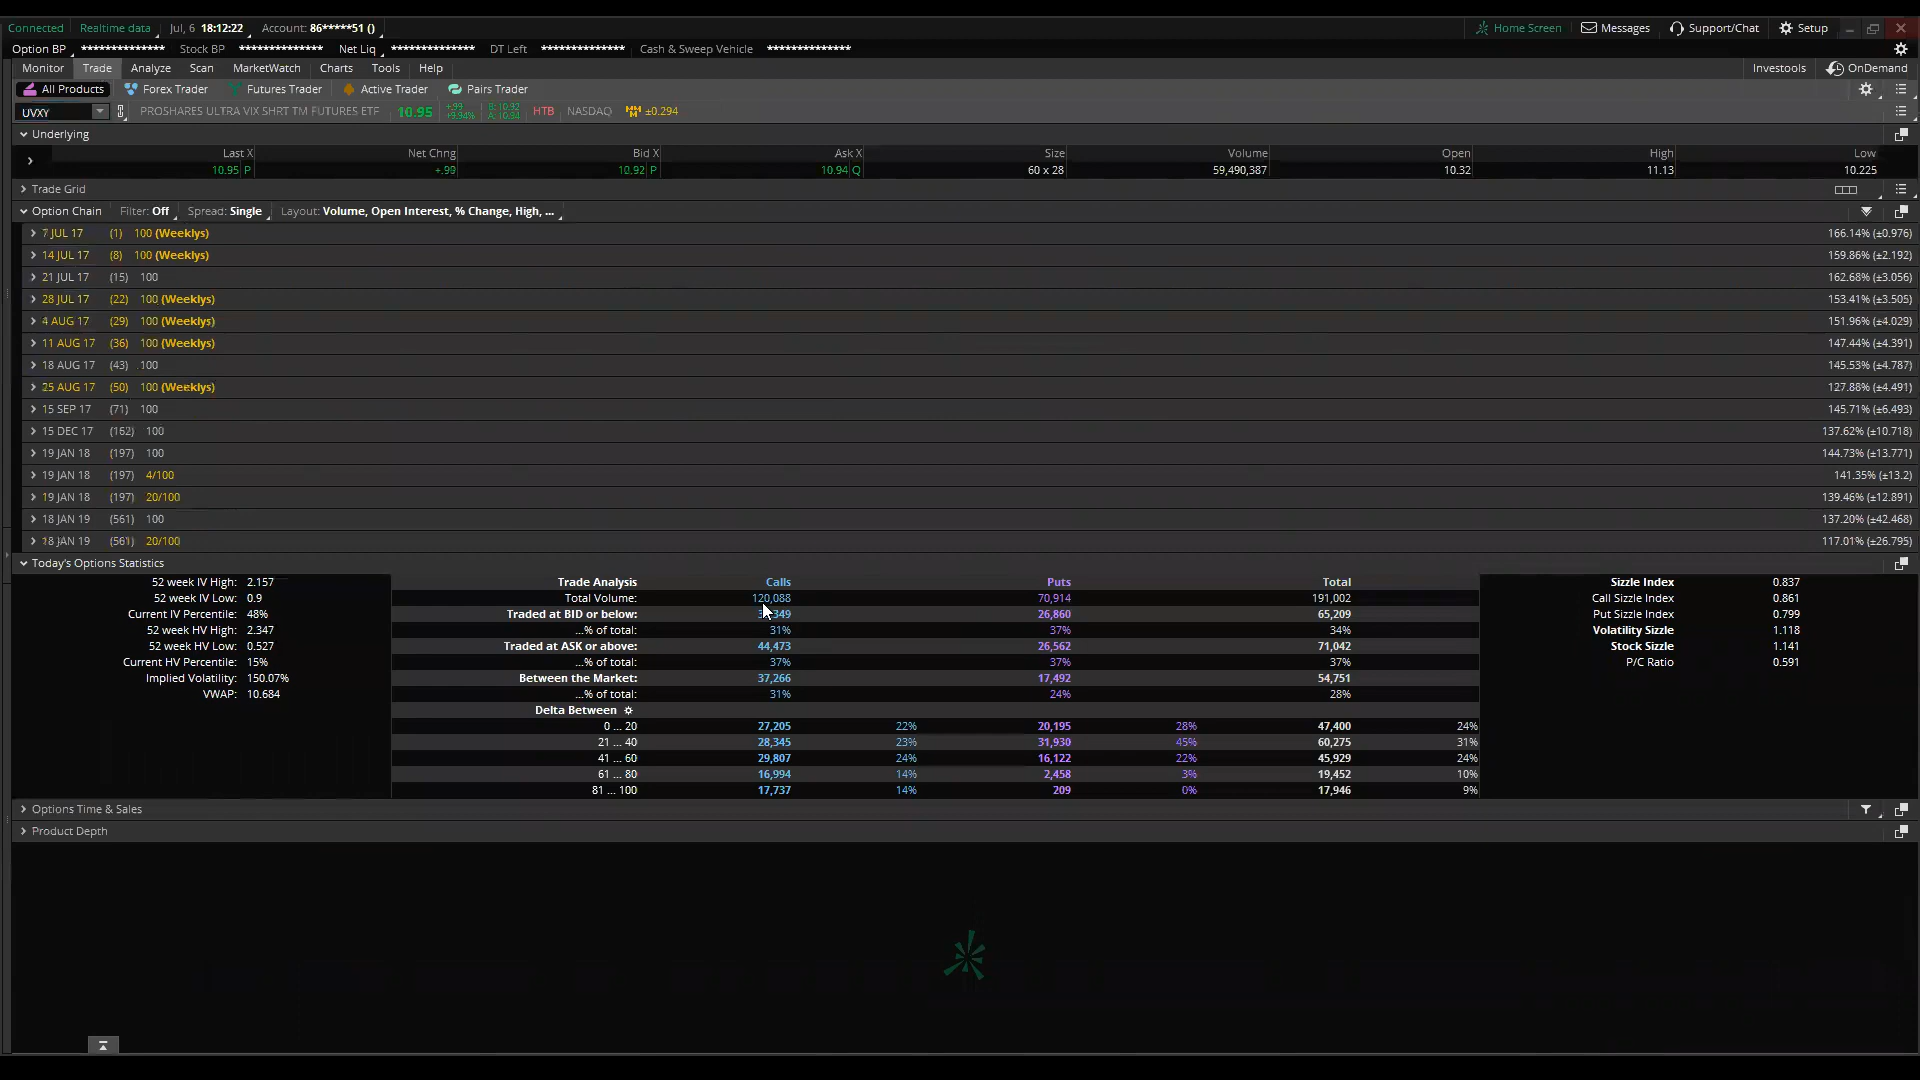 Connected Realtime data Jul, 6 18:12:22 Account: 86*****51 () Home Screen Messages Support/Chat Setup
Option BP ************** Stock BP ************** Net Liq ************** DT Left ************** Cash & Sweep Vehicle **************
Monitor Trade Analyze Scan MarketWatch Charts Tools Help Investools OnDemand
All Products Forex Trader Futures Trader Active Trader Pairs Trader
UVXY PROSHARES ULTRA VIX SHRT TM FUTURES ETF 10.95 +.99 +9.94% B: 10.92 A: 10.94 HTB NASDAQ ±0.294
Underlying
Last X Net Chng Bid X Ask X Size Volume Open High Low
10.95 P +.99 10.92 P 10.94 Q 60 x 28 59,490,387 10.32 11.13 10.225
Trade Grid
Option Chain Filter: Off Spread: Single Layout: Volume, Open Interest, % Change, High, ...
7 JUL 17 (1) 100 (Weeklys) 166.14% (±0.976)
14 JUL 17 (8) 100 (Weeklys) 159.86% (±2.192)
21 JUL 17 (15) 100 162.68% (±3.056)
28 JUL 17 (22) 100 (Weeklys) 153.41% (±3.505)
4 AUG 17 (29) 100 (Weeklys) 151.96% (±4.029)
11 AUG 17 (36) 100 (Weeklys) 147.44% (±4.391)
18 AUG 17 (43) 100 145.53% (±4.787)
25 AUG 17 (50) 100 (Weeklys) 127.88% (±4.491)
15 SEP 17 (71) 100 145.71% (±6.493)
15 DEC 17 (162) 100 137.62% (±10.718)
19 JAN 18 (197) 100 144.73% (±13.771)
19 JAN 18 (197) 4/100 141.35% (±13.2)
19 JAN 18 (197) 20/100 139.46% (±12.891)
18 JAN 19 (561) 100 137.20% (±42.468)
18 JAN 19 (561) 20/100 117.01% (±26.795)
Today's Options Statistics
52 week IV High: 2.157 Trade Analysis Calls Puts Total Sizzle Index 0.837
52 week IV Low: 0.9 Total Volume: 120,088 70,914 191,002 Call Sizzle Index 0.861
Current IV Percentile: 48% Traded at BID or below: 26,860 65,209 Put Sizzle Index 0.799
52 week HV High: 2.347 ...% of total: 31% 37% 34% Volatility Sizzle 1.118
52 week HV Low: 0.527 Traded at ASK or above: 44,473 26,562 71,042 Stock Sizzle 1.141
Current HV Percentile: 15% ...% of total: 37% 37% 37% P/C Ratio 0.591
Implied Volatility: 150.07% Between the Market: 37,266 17,492 54,751
VWAP: 10.684 ...% of total: 31% 24% 28%
Delta Between
0 ... 20 27,205 22% 20,195 28% 47,400 24%
21 ... 40 28,345 23% 31,930 45% 60,275 31%
41 ... 60 29,807 24% 16,122 22% 45,929 24%
61 ... 80 16,994 14% 2,458 3% 19,452 10%
81 ... 100 17,737 14% 209 0% 17,946 9%
Options Time & Sales
Product Depth